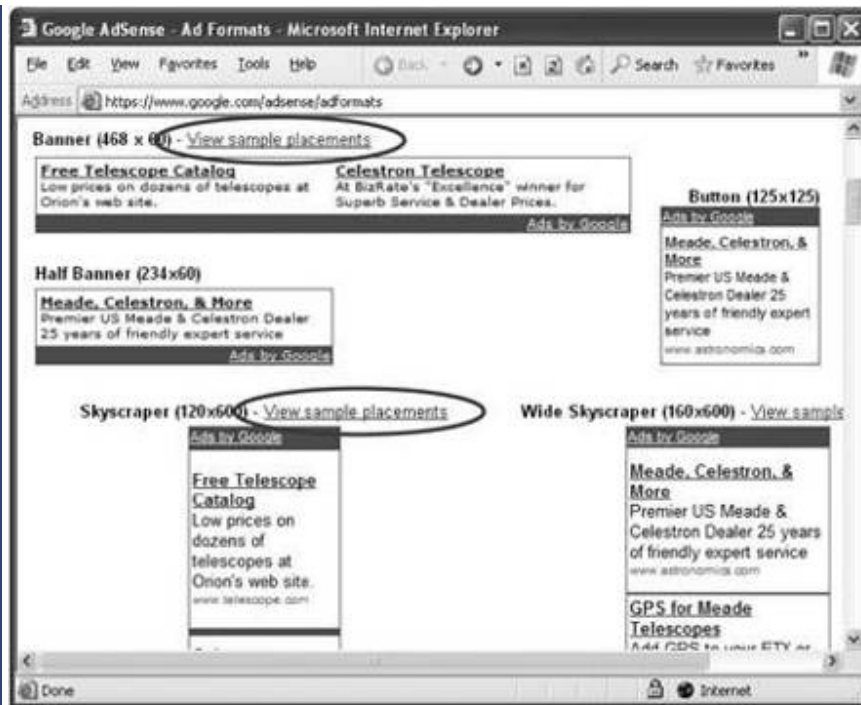 Google AdSense - Ad Formats - Microsoft Internet Explorer
File Edit View Favorites Tools Help
Back
Search
Favorites
Address
https://www.google.com/adsense/adformats
Banner (468 x 60) - View sample placements
Free Telescope Catalog
Low prices on dozens of telescopes at
Orion's web site.
Celestron Telescope
At BizRate's "Excellence" winner for
Superb Service & Dealer Prices.
Ads by Google
Button (125x125)
Ads by Google
Meade, Celestron, &
More
Premier US Meade &
Celestron Dealer 25
years of friendly expert
service
www.astronomics.com
Half Banner (234x60)
Meade, Celestron, & More
Premier US Meade & Celestron Dealer
25 years of friendly expert service
Ads by Google
Skyscraper (120x600) - View sample placements
Ads by Google
Free Telescope
Catalog
Low prices on
dozens of
telescopes at
Orion's web site.
www.telescope.com
Wide Skyscraper (160x600) - View sample
Ads by Google
Meade, Celestron, &
More
Premier US Meade &
Celestron Dealer 25 years
of friendly expert service
www.astronomics.com
GPS for Meade
Telescopes
Add GPS to your ETX or
Done
Internet